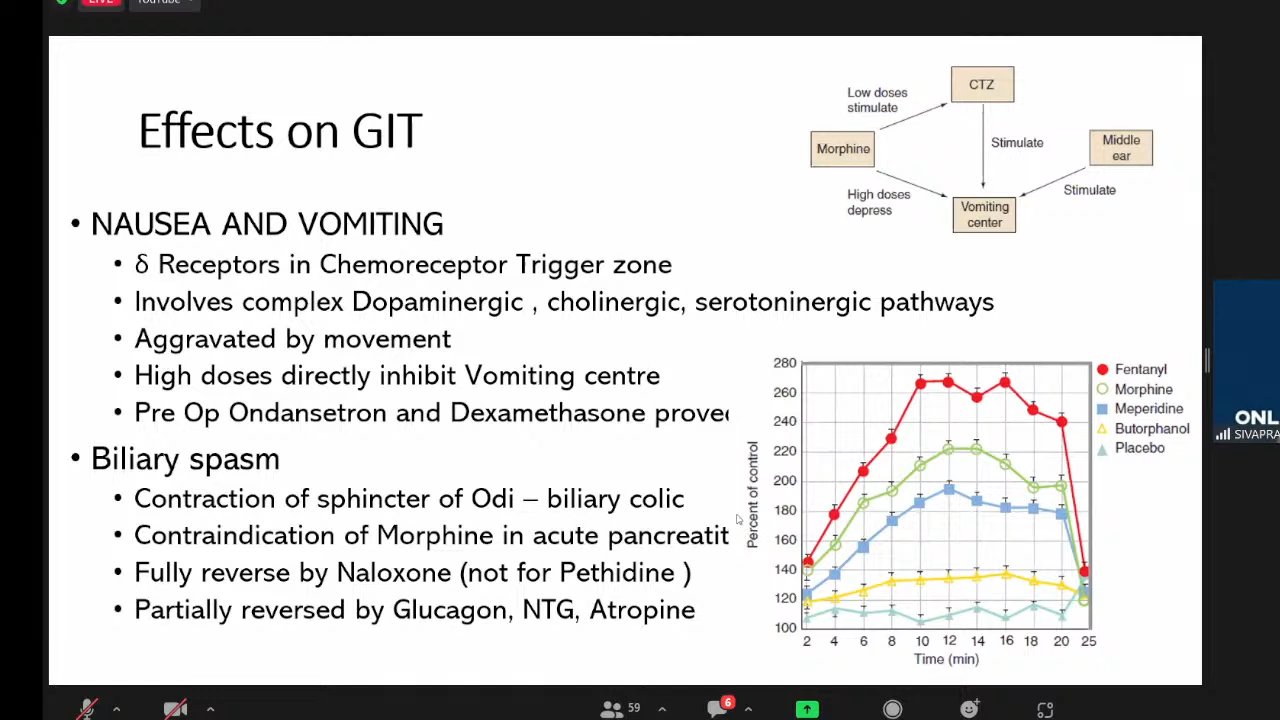 LIVE
YouTube
Effects on GIT
• NAUSEA AND VOMITING
• δ Receptors in Chemoreceptor Trigger zone
• Involves complex Dopaminergic , cholinergic, serotoninergic pathways
• Aggravated by movement
• High doses directly inhibit Vomiting centre
• Pre Op Ondansetron and Dexamethasone
• Biliary spasm
• Contraction of sphincter of Odi – biliary colic
• Contraindication of Morphine in acute
• Fully reverse by Naloxone (not for Pethidine )
• Partially reversed by Glucagon, NTG, Atropine
CTZ
Low doses
stimulate
Morphine
Stimulate
Middle
ear
High doses
depress
Stimulate
Vomiting
center
280
260
240
220
200
180
160
140
120
100
Percent of control
2 4 6 8 10 12 14 16 18 20 25
Time (min)
Fentanyl
Morphine
Meperidine
Butorphanol
Placebo
ONL
SIVAPRA
59
6